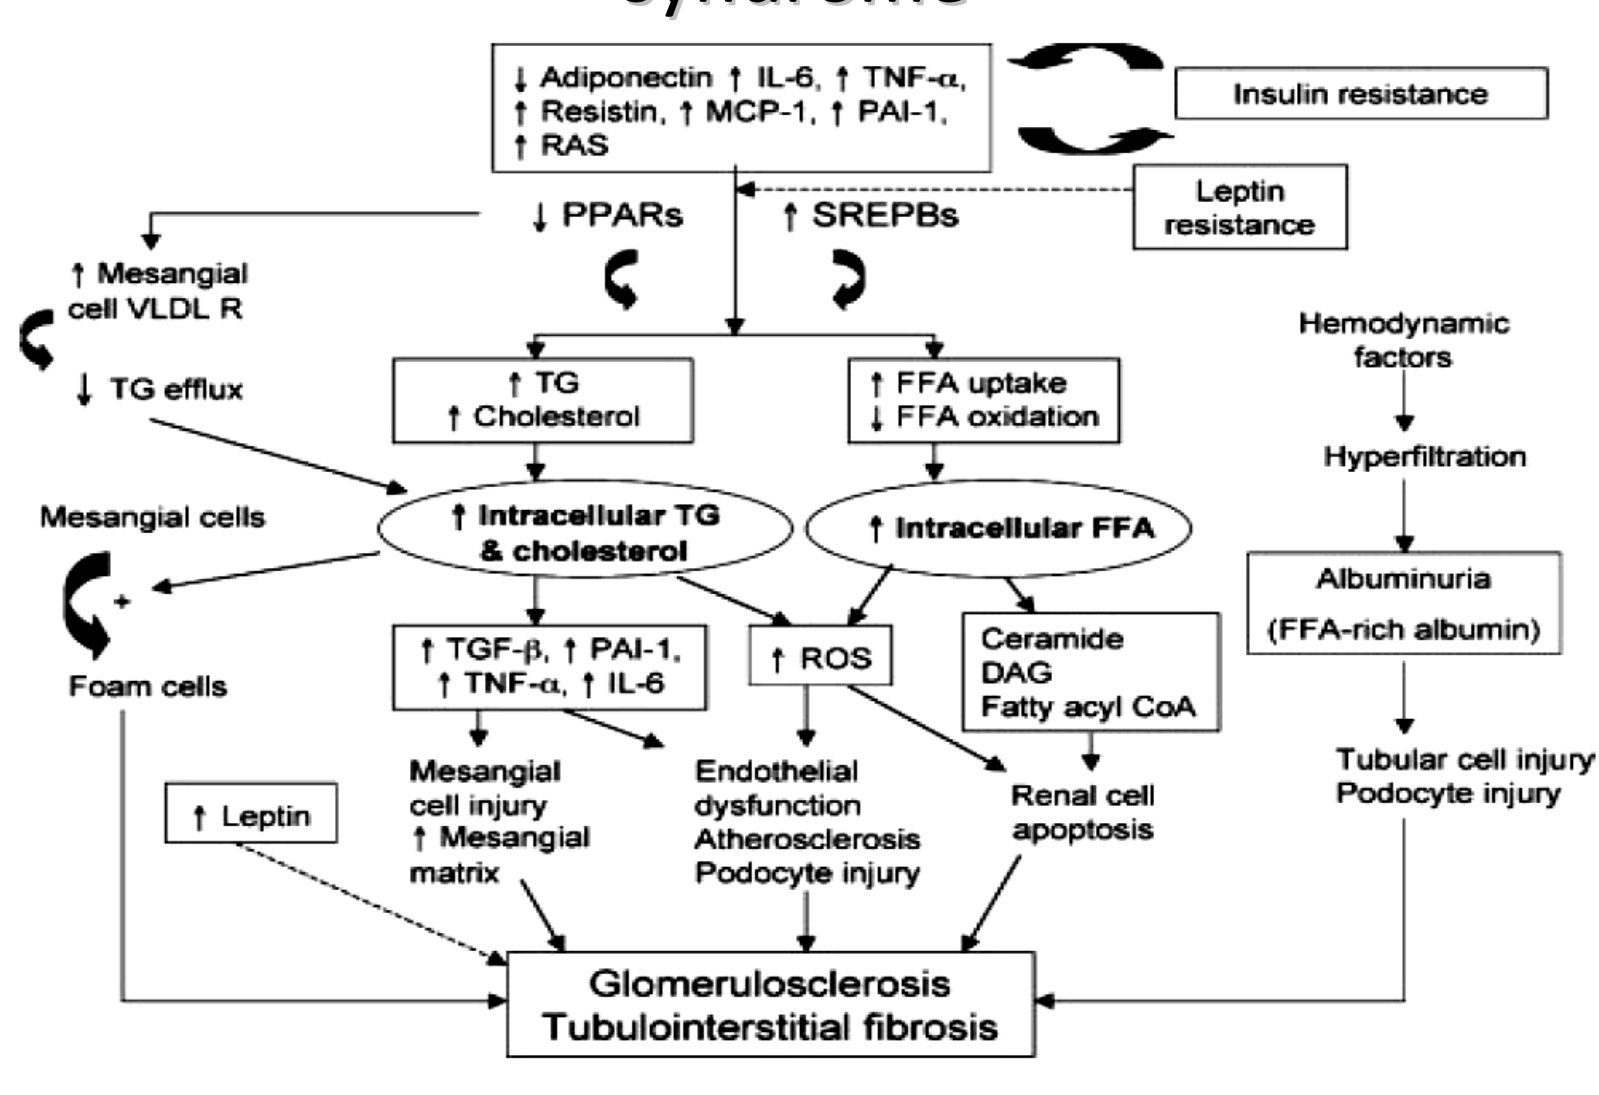 syndrome
↓ Adiponectin ↑ IL-6, ↑ TNF-α,
↑ Resistin, ↑ MCP-1, ↑ PAI-1,
↑ RAS
Insulin resistance
Leptin
resistance
↓ PPARs
↑ SREPBs
↑ Mesangial
cell VLDL R
↓ TG efflux
↑ TG
↑ Cholesterol
↑ FFA uptake
↓ FFA oxidation
Hemodynamic
factors
Hyperfiltration
Mesangial cells
↑ Intracellular TG
& cholesterol
↑ Intracellular FFA
Albuminuria
(FFA-rich albumin)
+
Foam cells
↑ TGF-β, ↑ PAI-1,
↑ TNF-α, ↑ IL-6
↑ ROS
Ceramide
DAG
Fatty acyl CoA
Mesangial
cell injury
↑ Mesangial
matrix
Endothelial
dysfunction
Atherosclerosis
Podocyte injury
Renal cell
apoptosis
Tubular cell injury
Podocyte injury
↑ Leptin
Glomerulosclerosis
Tubulointerstitial fibrosis